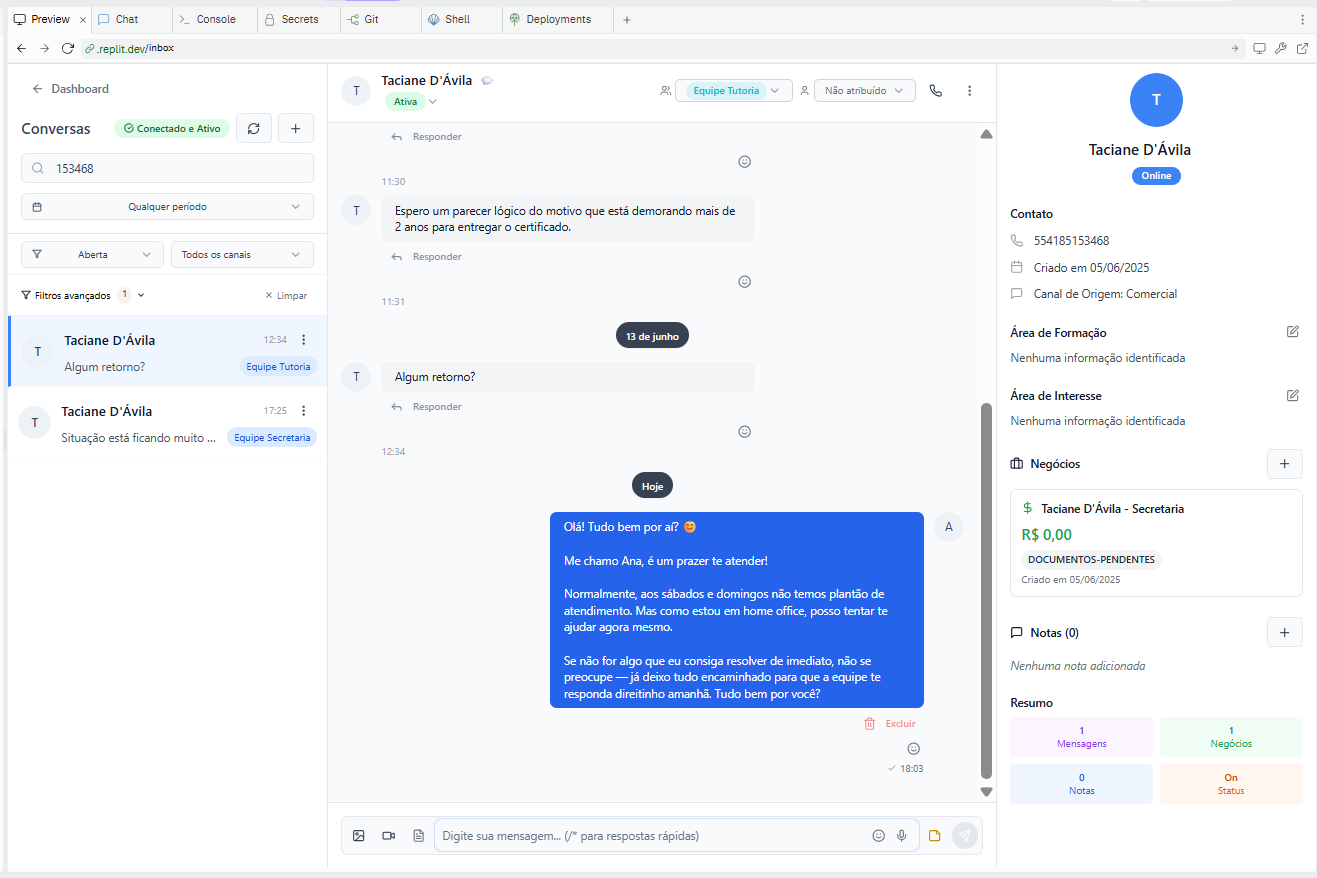 Preview
Chat
Console
Secrets
Git
Shell
Deployments
.replit.dev/inbox
Dashboard
Conversas
Conectado e Ativo
153468
Qualquer período
Aberta
Todos os canais
Filtros avançados
1
Limpar
T
Taciane D'Ávila
12:34
Algum retorno?
Equipe Tutoria
T
Taciane D'Ávila
17:25
Situação está ficando muito ...
Equipe Secretaria
T
Taciane D'Ávila
Ativa
Equipe Tutoria
Não atribuído
Responder
11:30
T
Espero um parecer lógico do motivo que está demorando mais de
2 anos para entregar o certificado.
Responder
11:31
13 de junho
T
Algum retorno?
Responder
12:34
Hoje
Olá! Tudo bem por aí? 😊
A
Me chamo Ana, é um prazer te atender!
Normalmente, aos sábados e domingos não temos plantão de
atendimento. Mas como estou em home office, posso tentar te
ajudar agora mesmo.
Se não for algo que eu consiga resolver de imediato, não se
preocupe — já deixo tudo encaminhado para que a equipe te
responda direitinho amanhã. Tudo bem por você?
Excluir
18:03
Digite sua mensagem... (/* para respostas rápidas)
T
Taciane D'Ávila
Online
Contato
554185153468
Criado em 05/06/2025
Canal de Origem: Comercial
Área de Formação
Nenhuma informação identificada
Área de Interesse
Nenhuma informação identificada
Negócios
Taciane D'Ávila - Secretaria
R$ 0,00
DOCUMENTOS-PENDENTES
Criado em 05/06/2025
Notas (0)
Nenhuma nota adicionada
Resumo
1
Mensagens
1
Negócios
0
Notas
On
Status